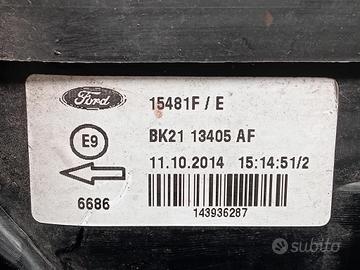 Ford
15481F / E
E9
BK21 13405 AF
11.10.2014 15:14:51/2
6686
143936287
subito